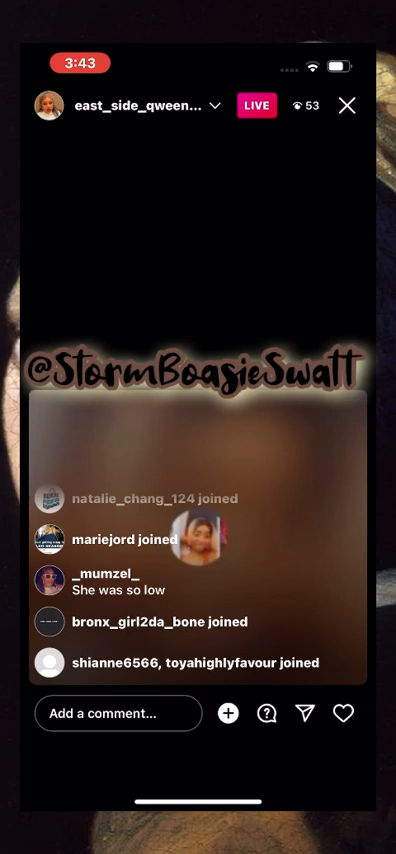 3:43
east_side_qween... LIVE 53
@StormBoagieSwatt
natalie_chang_124 joined
mariejord joined
_mumzel_
She was so low
bronx_girl2da_bone joined
shianne6566, toyahighlyfavour joined
Add a comment...